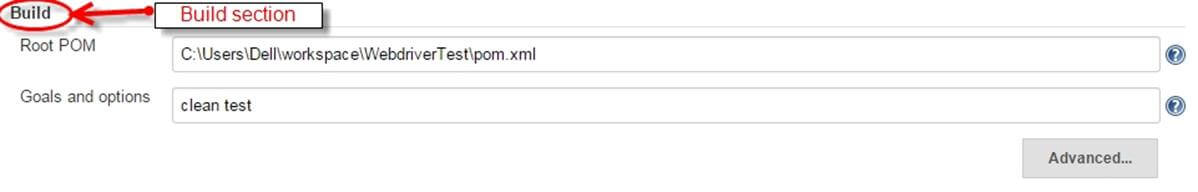 Build
Build section
Root POM
C:\Users\Dell\workspace\WebdriverTest\pom.xml
?
Goals and options
clean test
?
Advanced...